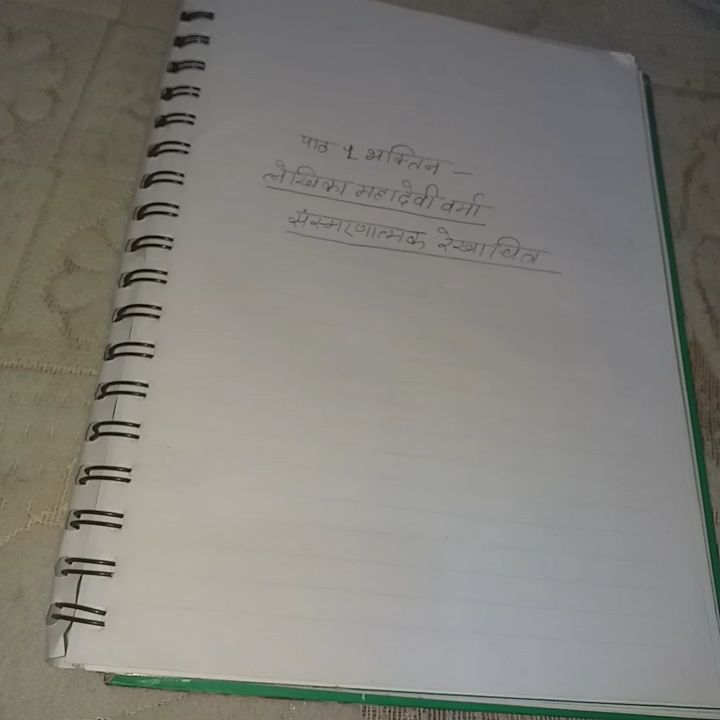 पाठ 1 भक्तिन –
लेखिका महादेवी वर्मा
संस्मरणात्मक रेखाचित